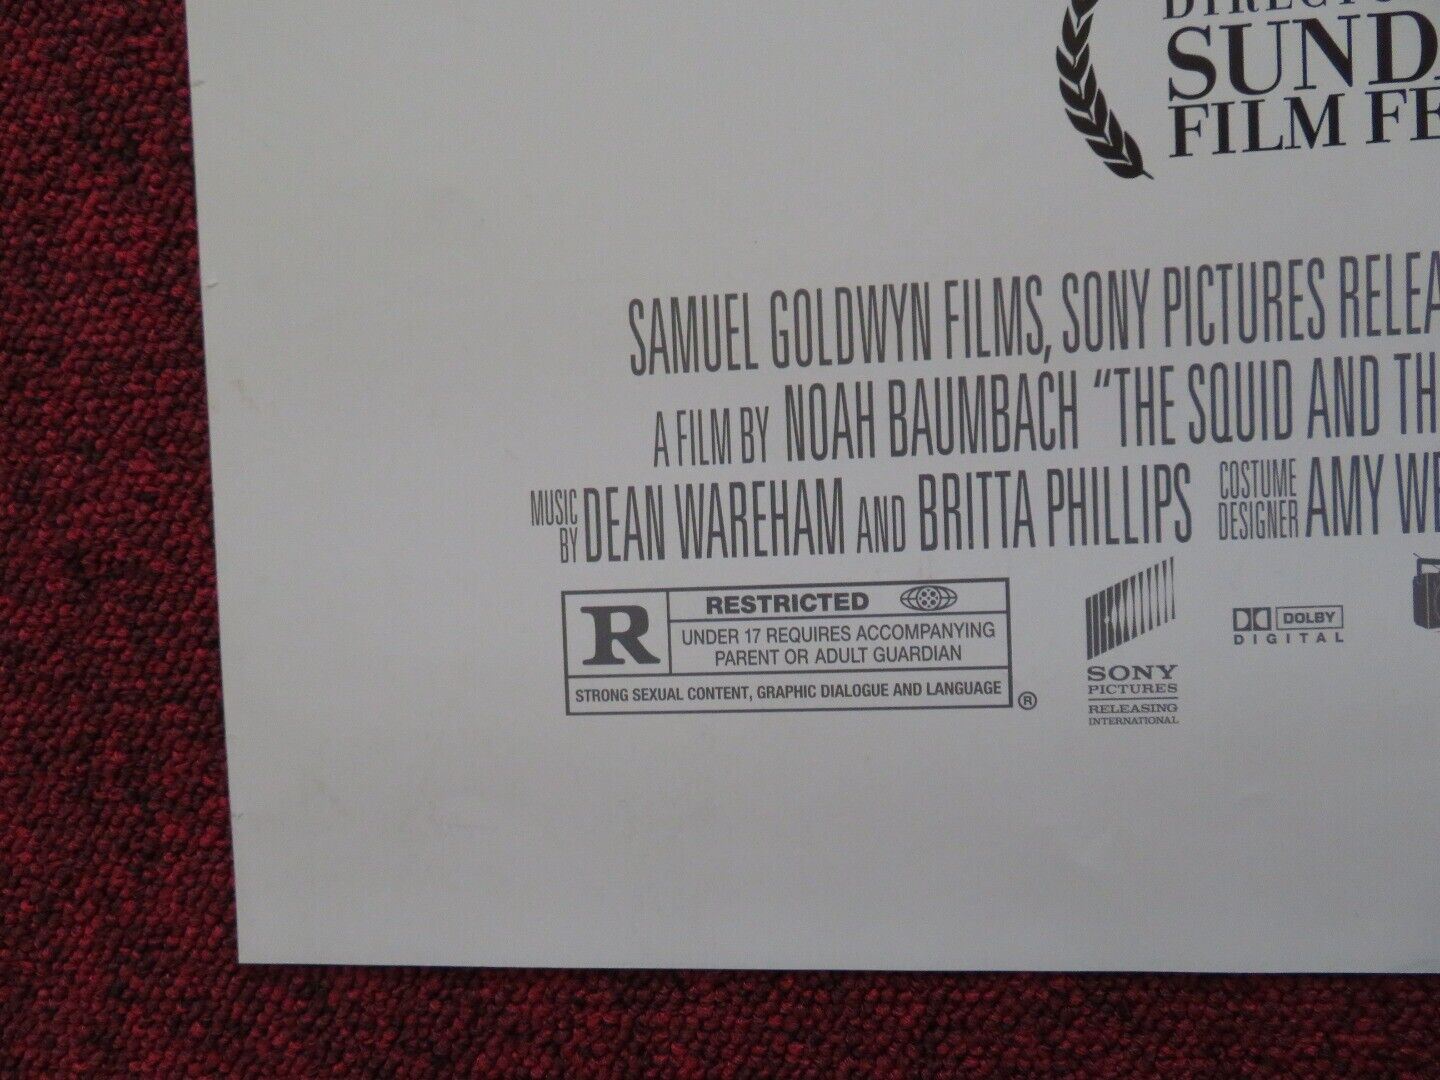 SUND
FILM FE
SAMUEL GOLDWYN FILMS, SONY PICTURES RELEA
A FILM BY NOAH BAUMBACH "THE SQUID AND TH
MUSIC BY DEAN WAREHAM AND BRITTA PHILLIPS COSTUME DESIGNER AMY WE
R RESTRICTED
UNDER 17 REQUIRES ACCOMPANYING
PARENT OR ADULT GUARDIAN
STRONG SEXUAL CONTENT, GRAPHIC DIALOGUE AND LANGUAGE ®
SONY
PICTURES
RELEASING
INTERNATIONAL
DOLBY
DIGITAL